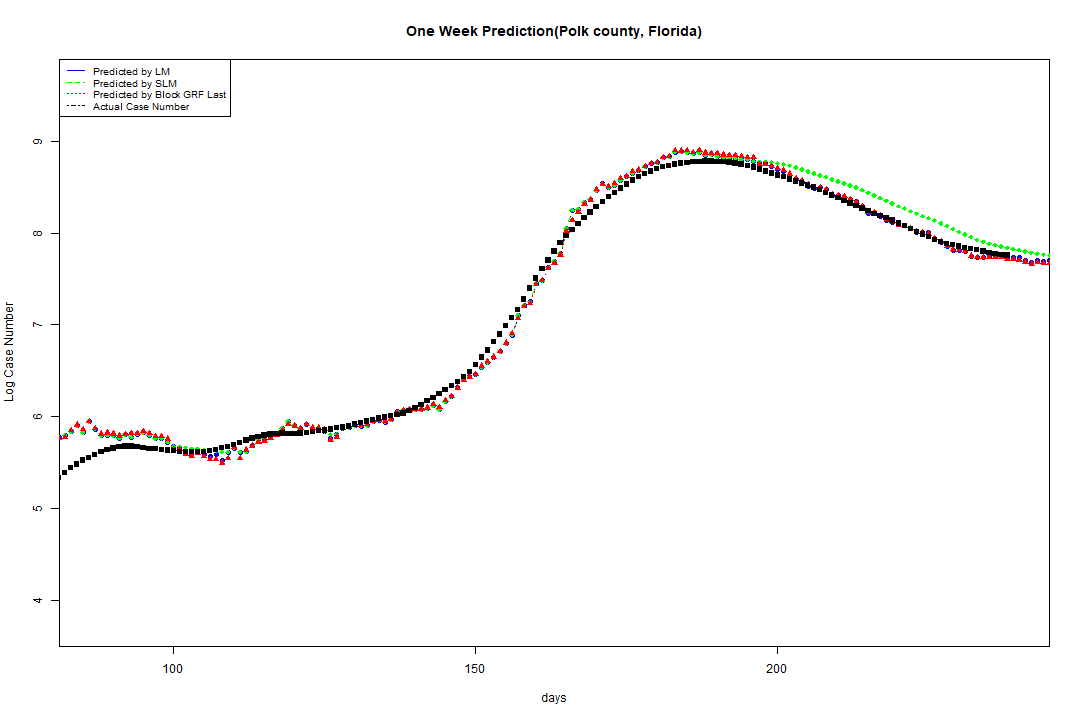 One Week Prediction(Polk county, Florida)
Predicted by LM
Predicted by SLM
Predicted by Block GRF Last
Actual Case Number
9
8
7
6
5
4
Log Case Number
100 150 200
days